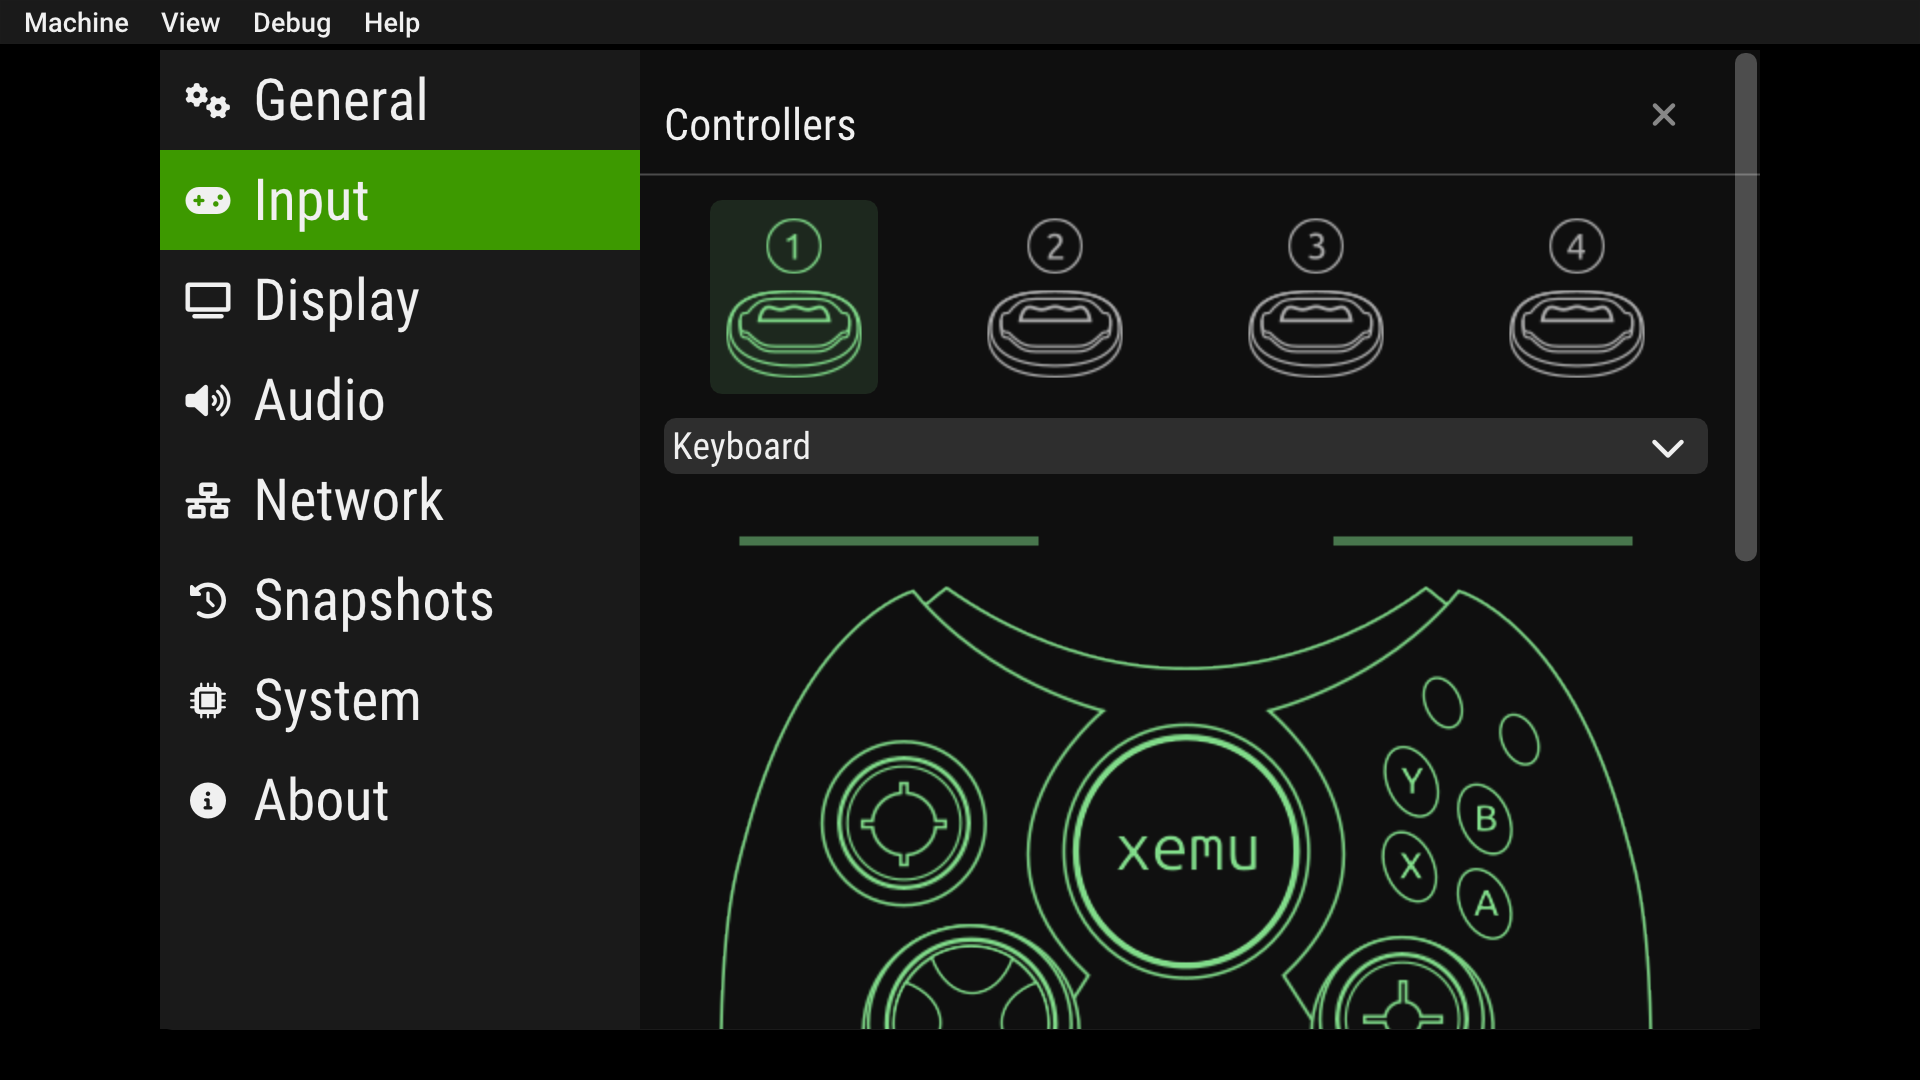 Machine View Debug Help
General
Input
Display
Audio
Network
Snapshots
System
About
Controllers
1 2 3 4
Keyboard
Y
B
xemu
X
A